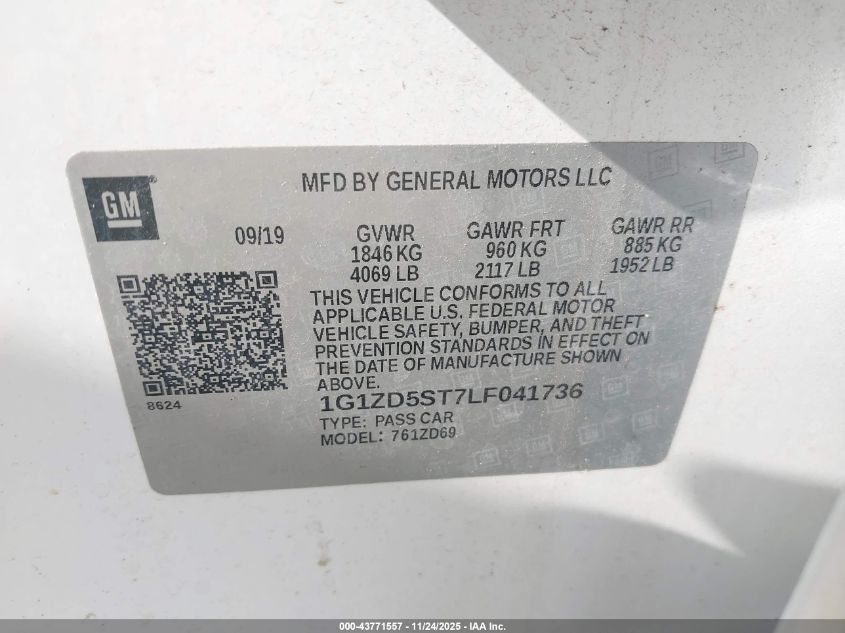 GM
MFD BY GENERAL MOTORS LLC
09/19
GVWR
1846 KG
4069 LB
GAWR FRT
960 KG
2117 LB
GAWR RR
885 KG
1952 LB
THIS VEHICLE CONFORMS TO ALL
APPLICABLE U.S. FEDERAL MOTOR
VEHICLE SAFETY, BUMPER, AND THEFT
PREVENTION STANDARDS IN EFFECT ON
THE DATE OF MANUFACTURE SHOWN
ABOVE.
8624
1G1ZD5ST7LF041736
TYPE: PASS CAR
MODEL: 761ZD69
000-43771557 - 11/24/2025 - IAA Inc.